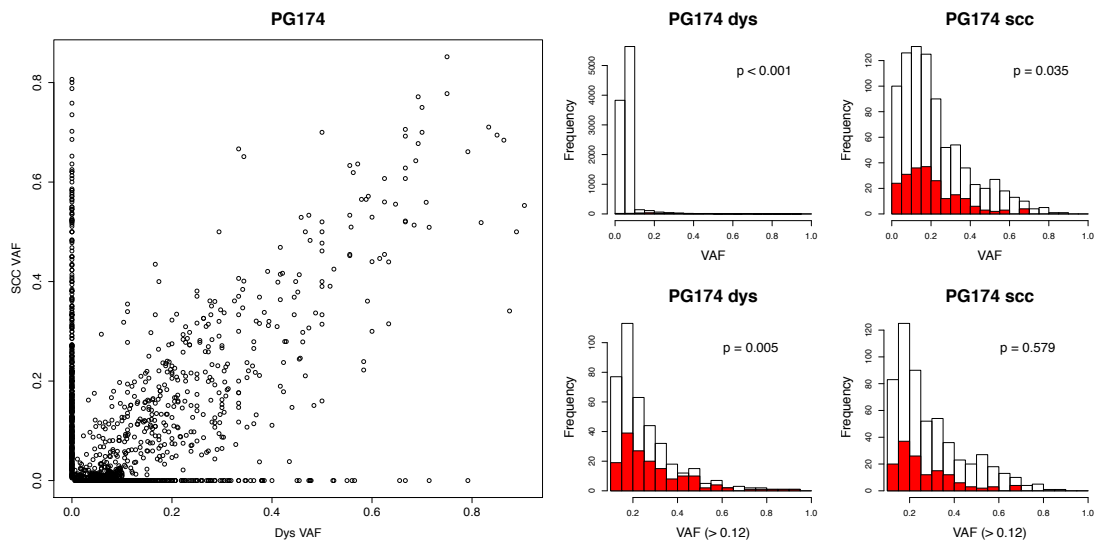 PG174
SCC VAF
0.8
0.6
0.4
0.2
0.0
0.0 0.2 0.4 0.6 0.8
Dys VAF
PG174 dys
p < 0.001
Frequency
5000
4000
3000
2000
1000
0
0.0 0.2 0.4 0.6 0.8 1.0
VAF
PG174 scc
p = 0.035
Frequency
120
100
80
60
40
20
0
0.0 0.2 0.4 0.6 0.8 1.0
VAF
PG174 dys
p = 0.005
Frequency
100
80
60
40
20
0
0.2 0.4 0.6 0.8 1.0
VAF (> 0.12)
PG174 scc
p = 0.579
Frequency
120
100
80
60
40
20
0
0.2 0.4 0.6 0.8 1.0
VAF (> 0.12)